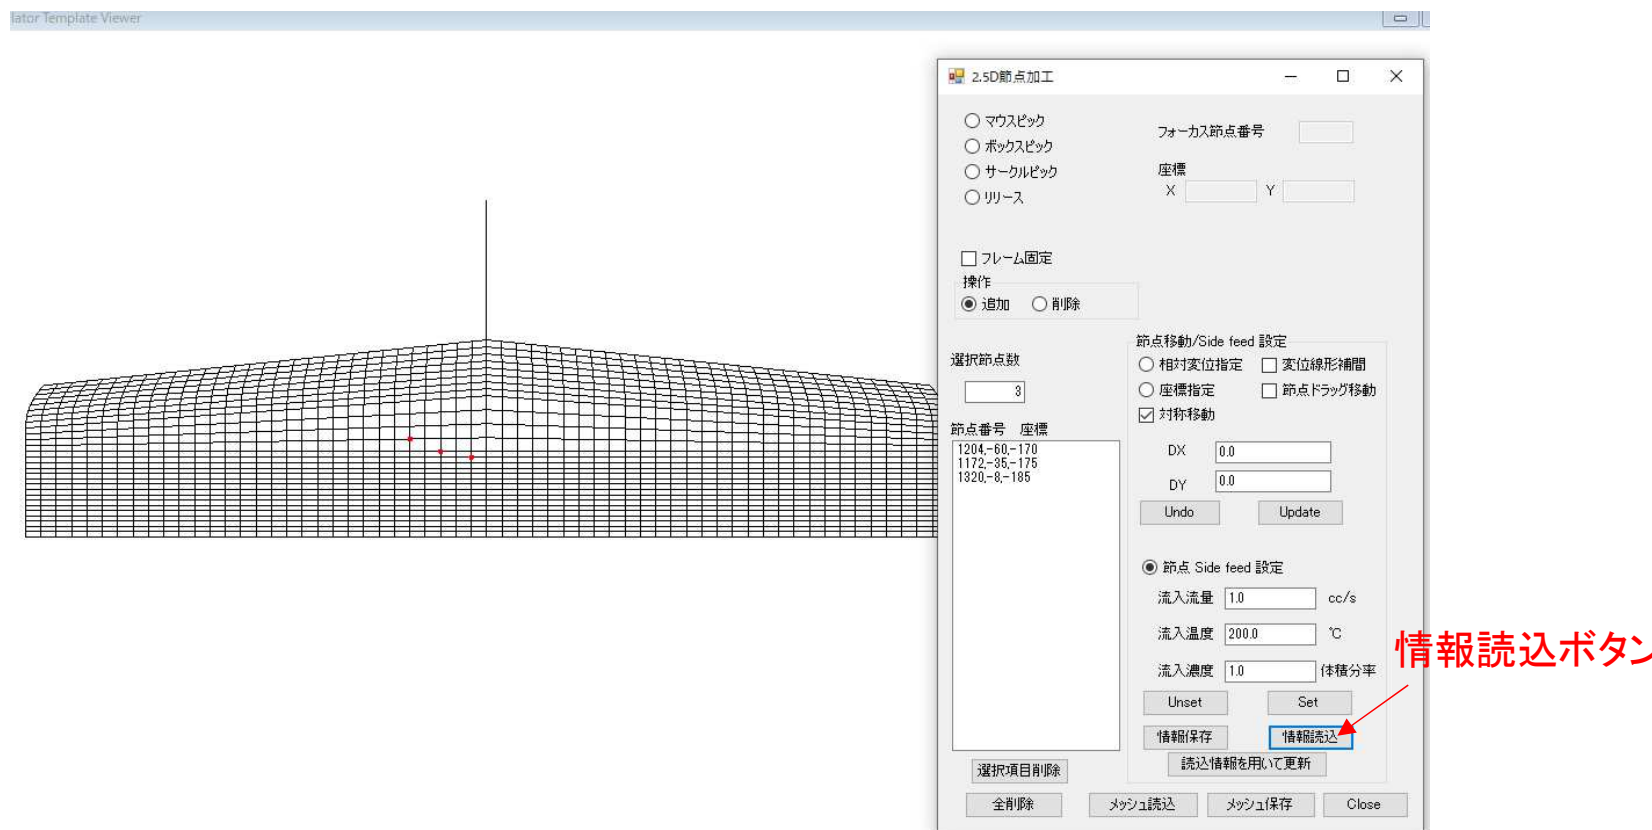 lator Template Viewer
2.5D節点加工
マウスピック
ボックスピック
サークルピック
リリース
フォーカス節点番号
座標
X Y
フレーム固定
操作
追加 削除
選択節点数
3
節点番号 座標
1204,-60,-170
1172,-35,-175
1320,-8,-185
節点移動/Side feed 設定
相対変位指定 変位線形補間
座標指定 節点ドラッグ移動
対称移動
DX 0.0
DY 0.0
Undo Update
節点 Side feed 設定
流入流量 1.0 cc/s
流入温度 200.0 ℃
流入濃度 1.0 体積分率
Unset Set
情報保存 情報読込
読込情報を用いて更新
情報読込ボタン
選択項目削除
全削除 メッシュ読込 メッシュ保存 Close